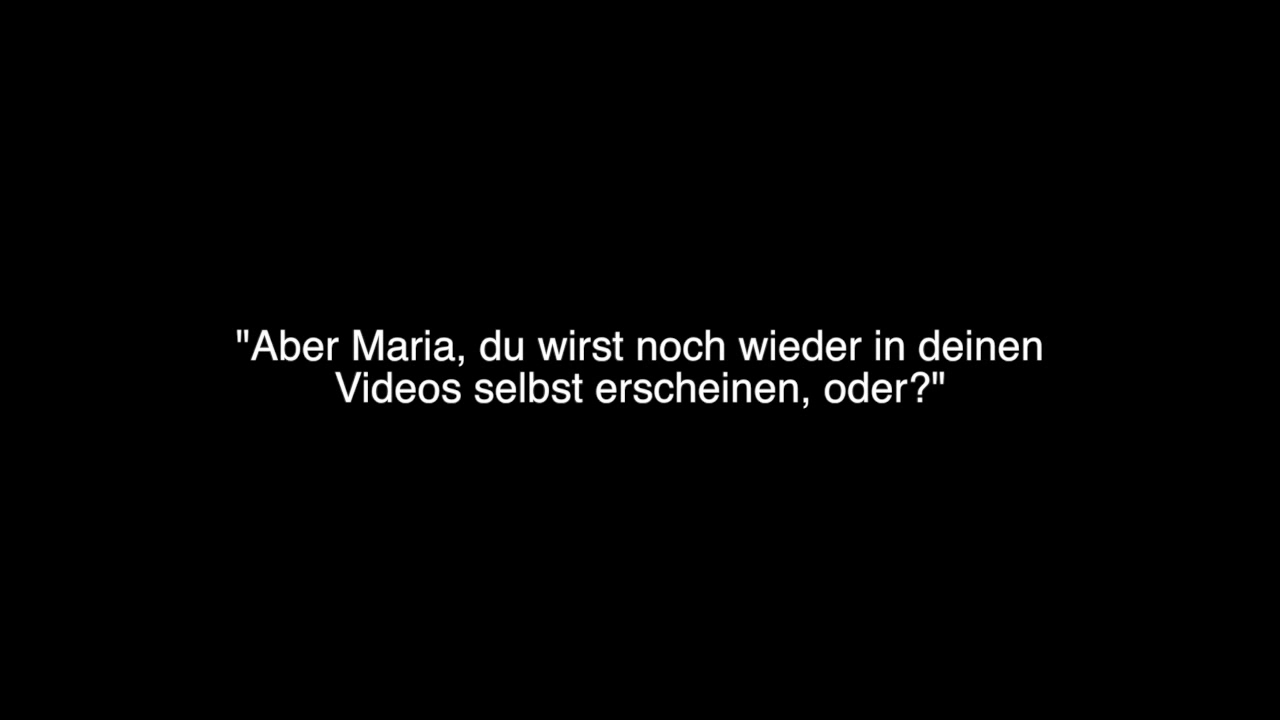 "Aber Maria, du wirst noch wieder in deinen
Videos selbst erscheinen, oder?"